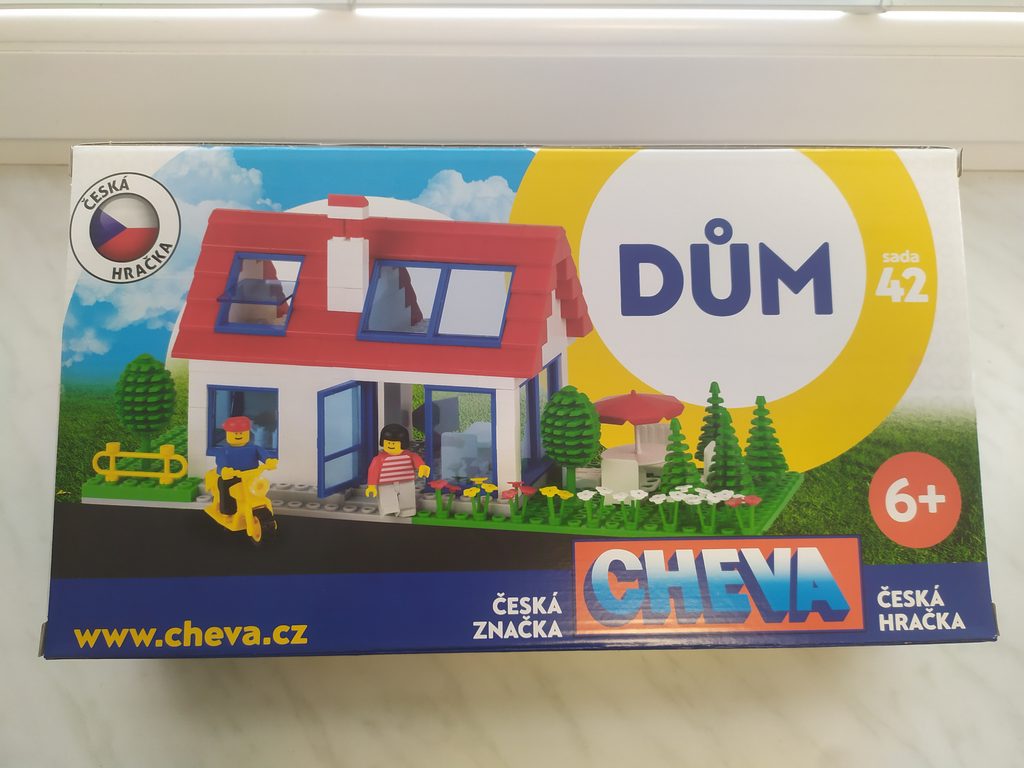 ČESKÁ
HRAČKA
DŮM
sada
42
6+
www.cheva.cz
ČESKÁ
ZNAČKA
CHEVA
ČESKÁ
HRAČKA